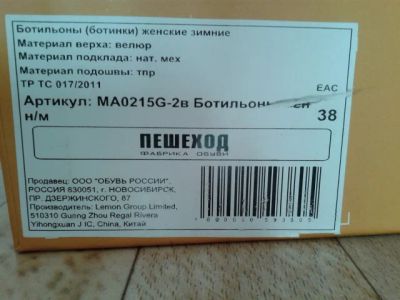 Ботильоны (ботинки) женские зимние
Материал верха: велюр
Материал подклада: нат. мех
Материал подошвы: тпр
ТР ТС 017/2011
EAC
Артикул: МА0215G-2в Ботильоны
н/м
38
ПЕШЕХОД
ФАБРИКА ОБУВИ
Продавец: ООО "ОБУВЬ РОССИИ",
РОССИЯ 630051, г. НОВОСИБИРСК,
ПР. ДЗЕРЖИНСКОГО, 87
Производитель: Lemon Group Limited,
510310 Guang Zhou Regal Rivera
Yihongxuan J IC, China, Китай